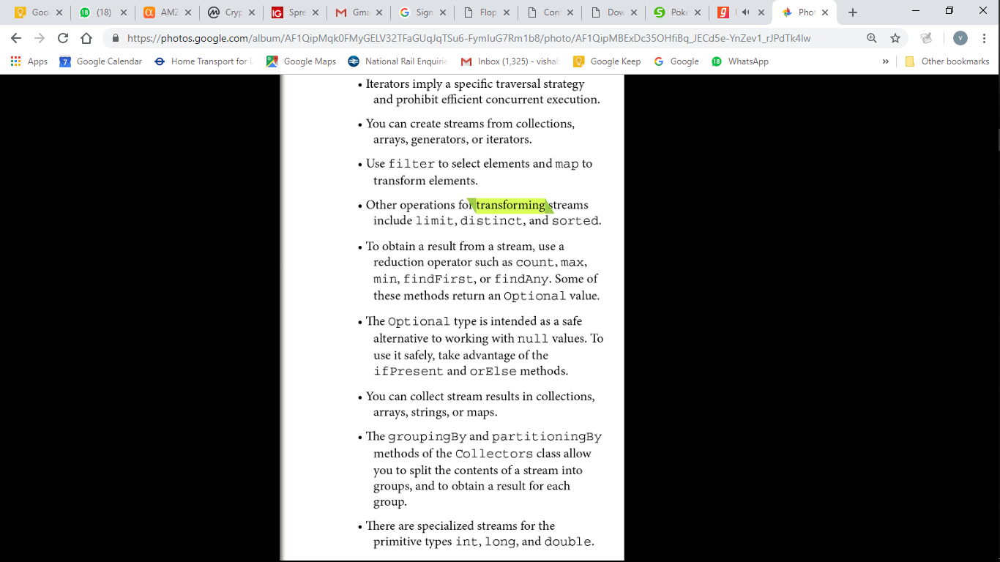 Goo
(18)
AMZ
Cryp
Spre
Gma
Sign
Flop
Con
Dow
Poke
Phot
https://photos.google.com/album/AF1QipMqk0FMyGELV32TFaGUqJqTSu6-FymIuG7Rm1b8/photo/AF1QipMBExDc35OHfiBq_JECd5e-YnZev1_rJPdTk4lw
V
Apps
Google Calendar
Home Transport for L
Google Maps
National Rail Enquirie
Inbox (1,325) - vishal
Google Keep
Google
WhatsApp
»
Other bookmarks
• Iterators imply a specific traversal strategy
and prohibit efficient concurrent execution.
• You can create streams from collections,
arrays, generators, or iterators.
• Use filter to select elements and map to
transform elements.
• Other operations for transforming streams
include limit, distinct, and sorted.
• To obtain a result from a stream, use a
reduction operator such as count, max,
min, findFirst, or findAny. Some of
these methods return an Optional value.
• The Optional type is intended as a safe
alternative to working with null values. To
use it safely, take advantage of the
ifPresent and orElse methods.
• You can collect stream results in collections,
arrays, strings, or maps.
• The groupingBy and partitioningBy
methods of the Collectors class allow
you to split the contents of a stream into
groups, and to obtain a result for each
group.
• There are specialized streams for the
primitive types int, long, and double.